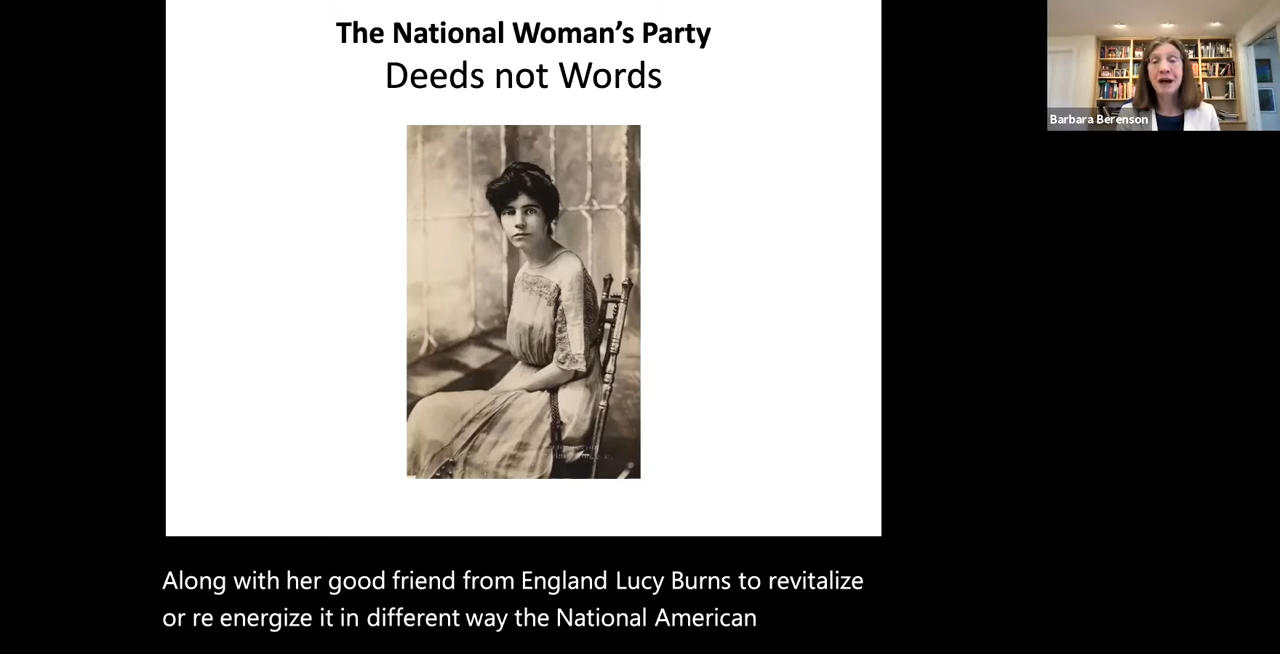 The National Woman’s Party
Deeds not Words
Barbara Berenson
Along with her good friend from England Lucy Burns to revitalize
or re energize it in different way the National American